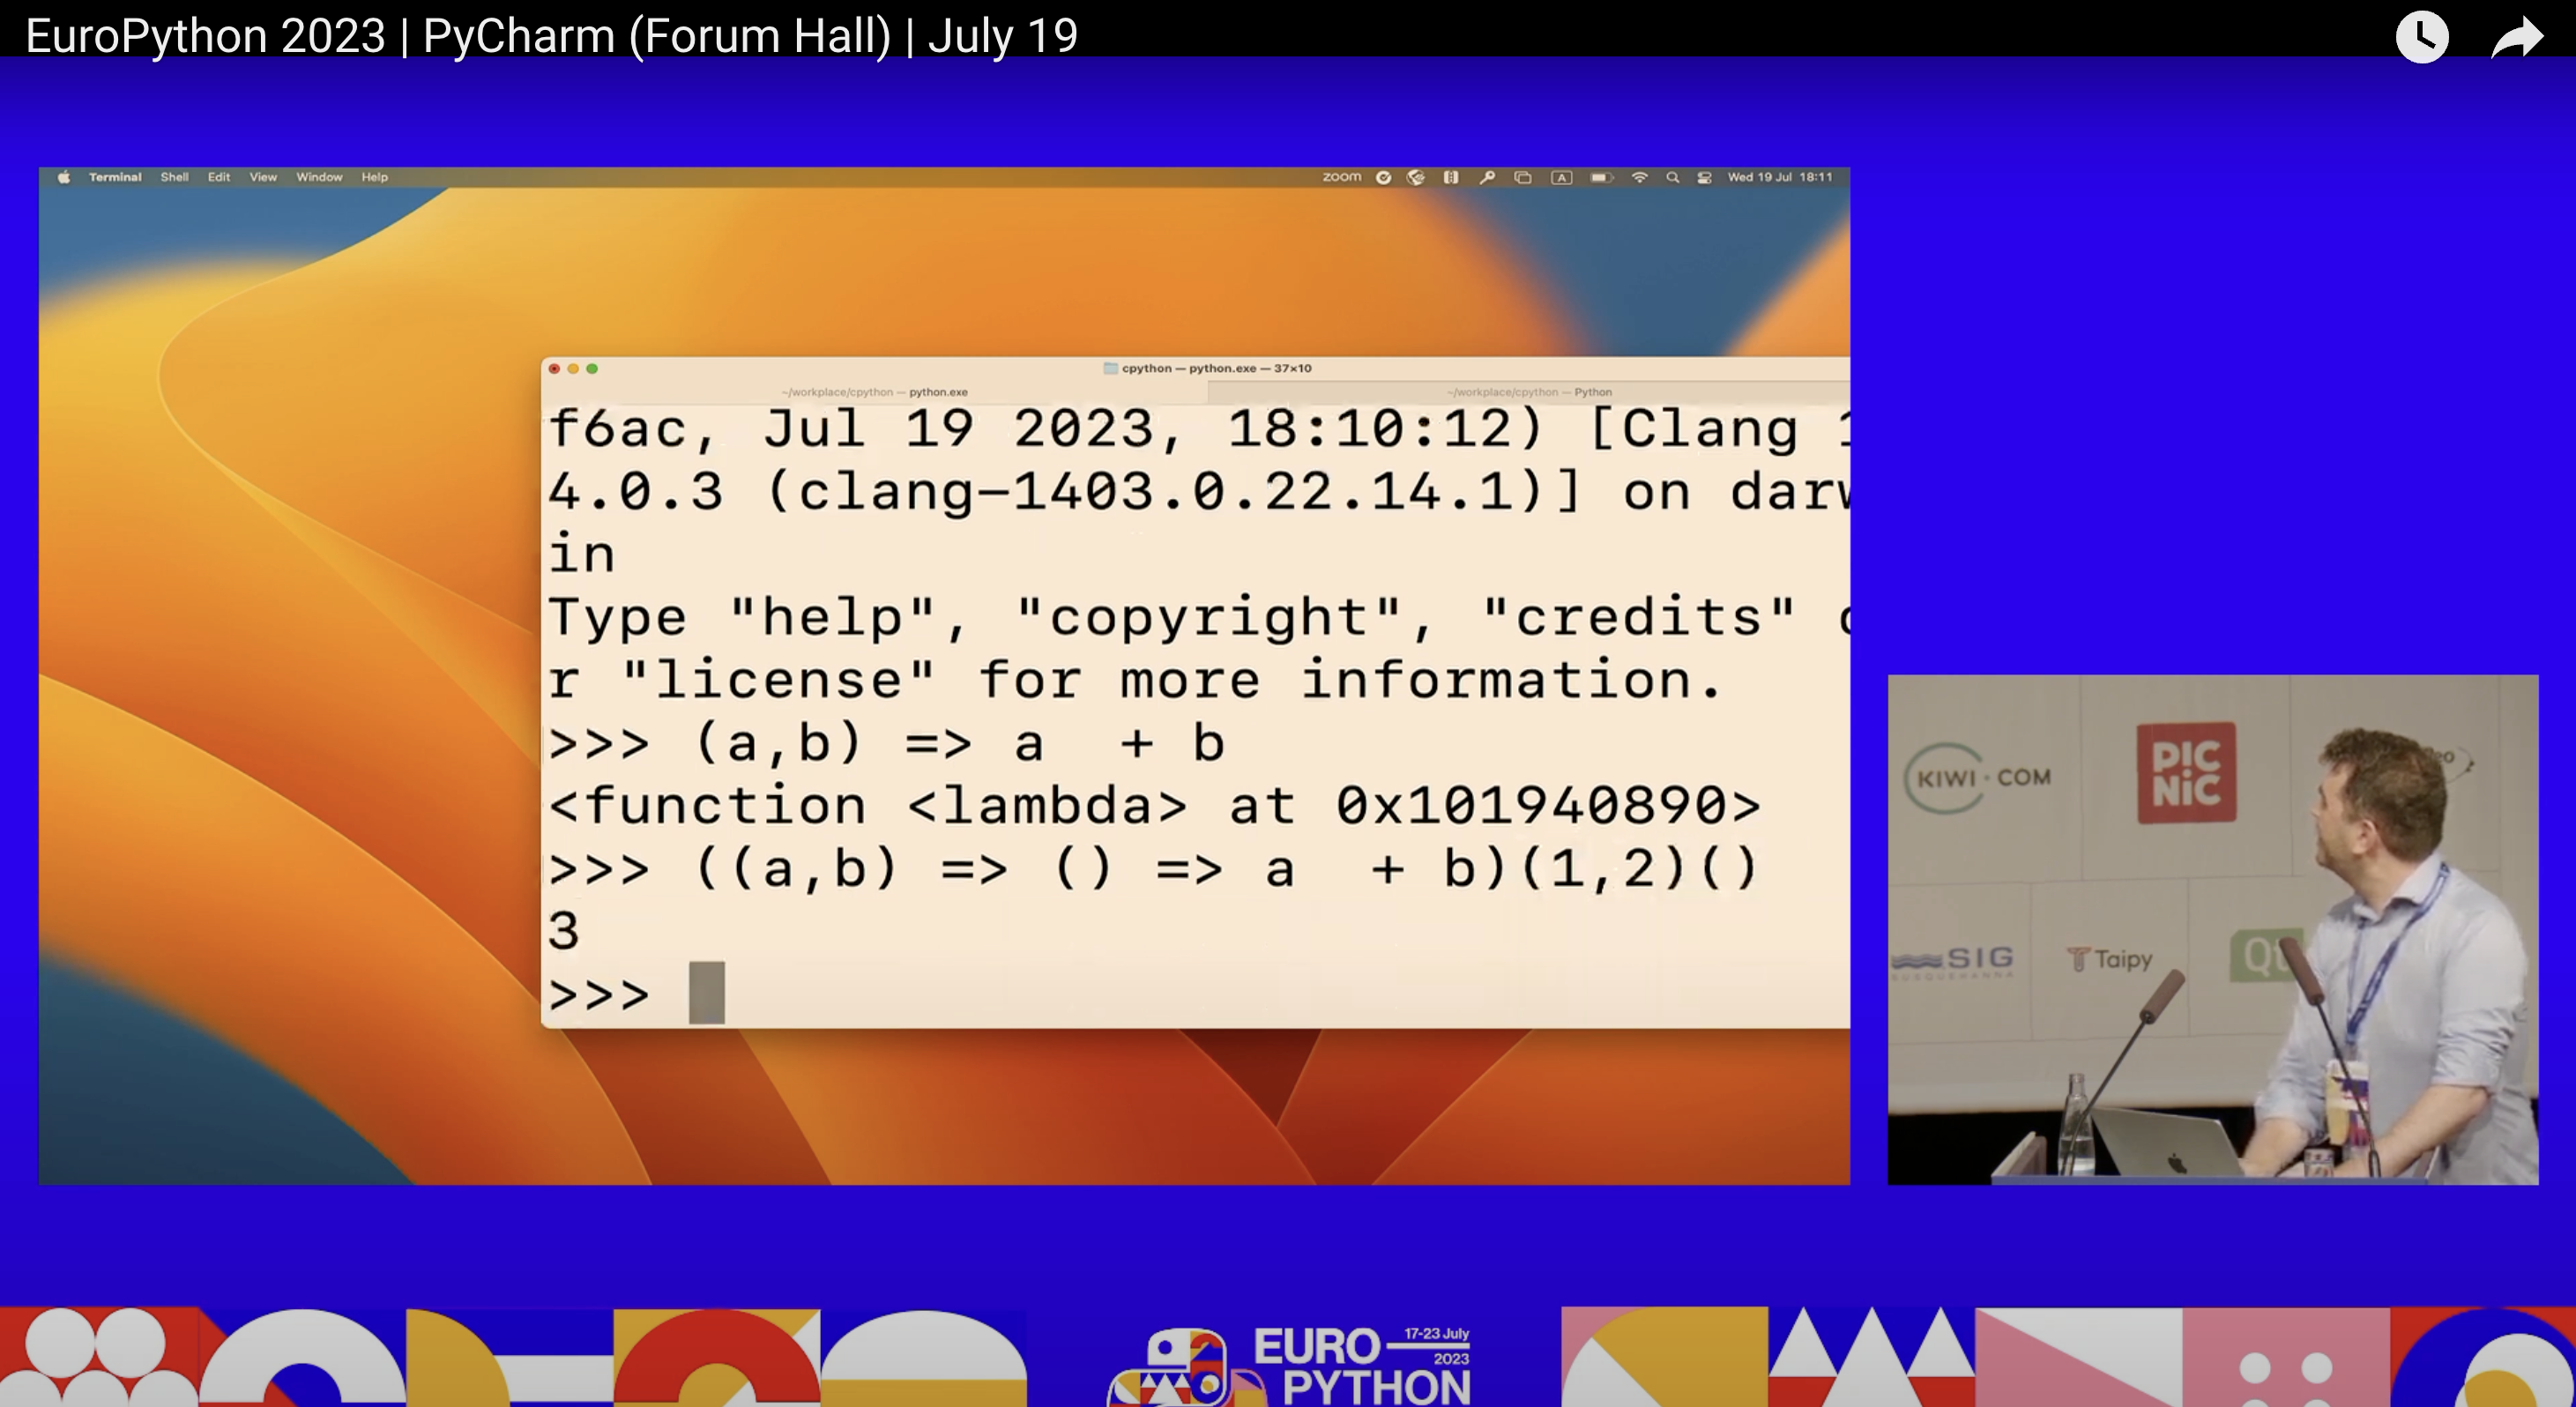 EuroPython 2023 | PyCharm (Forum Hall) | July 19
Terminal Shell Edit View Window Help
zoom A Wed 19 Jul 18:11
cpython — python.exe — 37×10
~/workplace/cpython — python.exe
~/workplace/cpython — Python
f6ac, Jul 19 2023, 18:10:12) [Clang 1
4.0.3 (clang-1403.0.22.14.1)] on darw
in
Type "help", "copyright", "credits" o
r "license" for more information.
>>> (a,b) => a  + b
<function <lambda> at 0x101940890>
>>> ((a,b) => () => a  + b)(1,2)()
3
>>>
KIWI·COM
PIC
NiC
SIG
SUSQUEHANNA
Taipy
Qt
EURO
17-23 July
2023
PYTHON